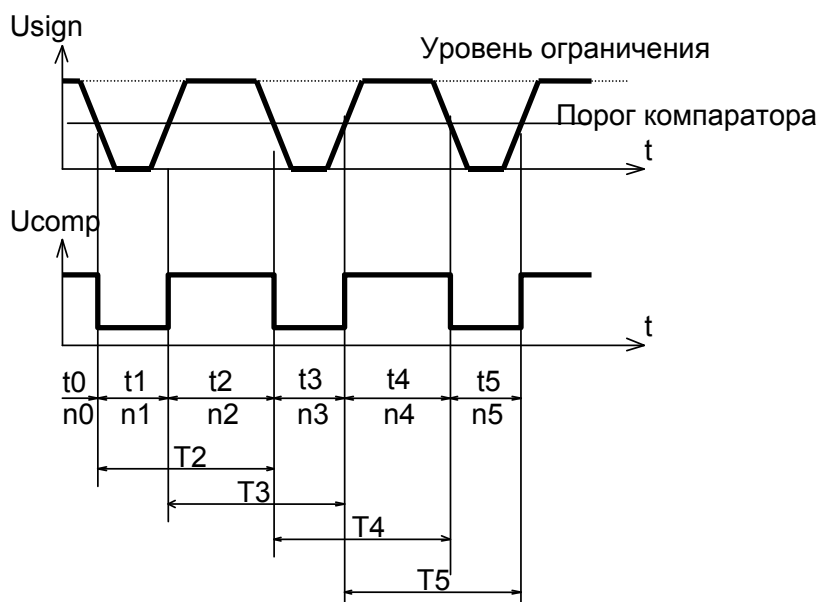 Usign
Уровень ограничения
Порог компаратора
t
Ucomp
t
t0 t1 t2 t3 t4 t5
n0 n1 n2 n3 n4 n5
T2
T3
T4
T5